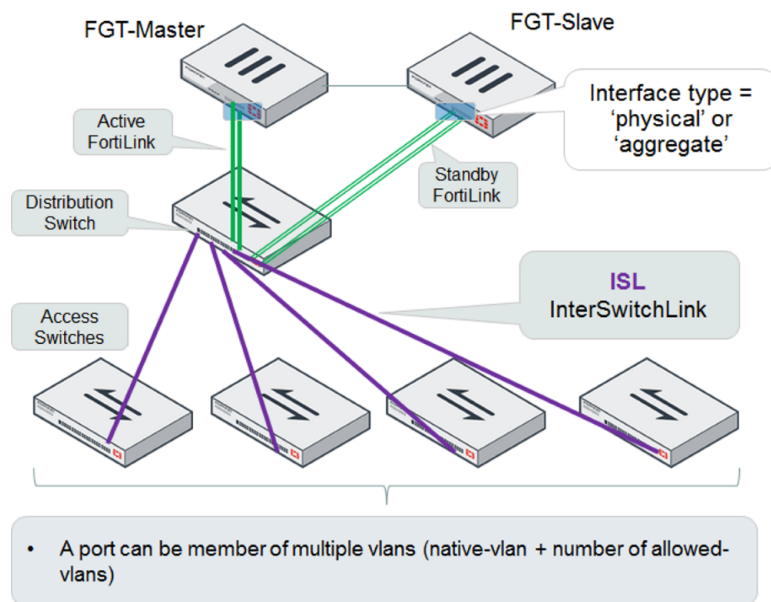 FGT-Master
FGT-Slave
Interface type =
‘physical’ or
‘aggregate’
Active
FortiLink
Standby
FortiLink
Distribution
Switch
ISL
InterSwitchLink
Access
Switches
• A port can be member of multiple vlans (native-vlan + number of allowed-
vlans)